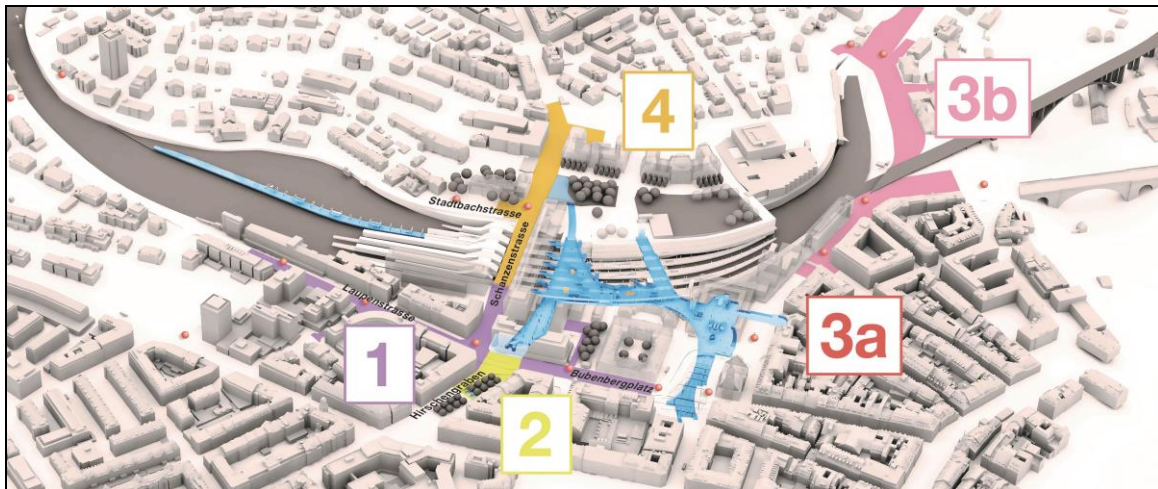 4
3b
Stadtbachstrasse
Schanzenstrasse
Laupenstrasse
3a
1
Bubenbergplatz
Hirschengraben
2